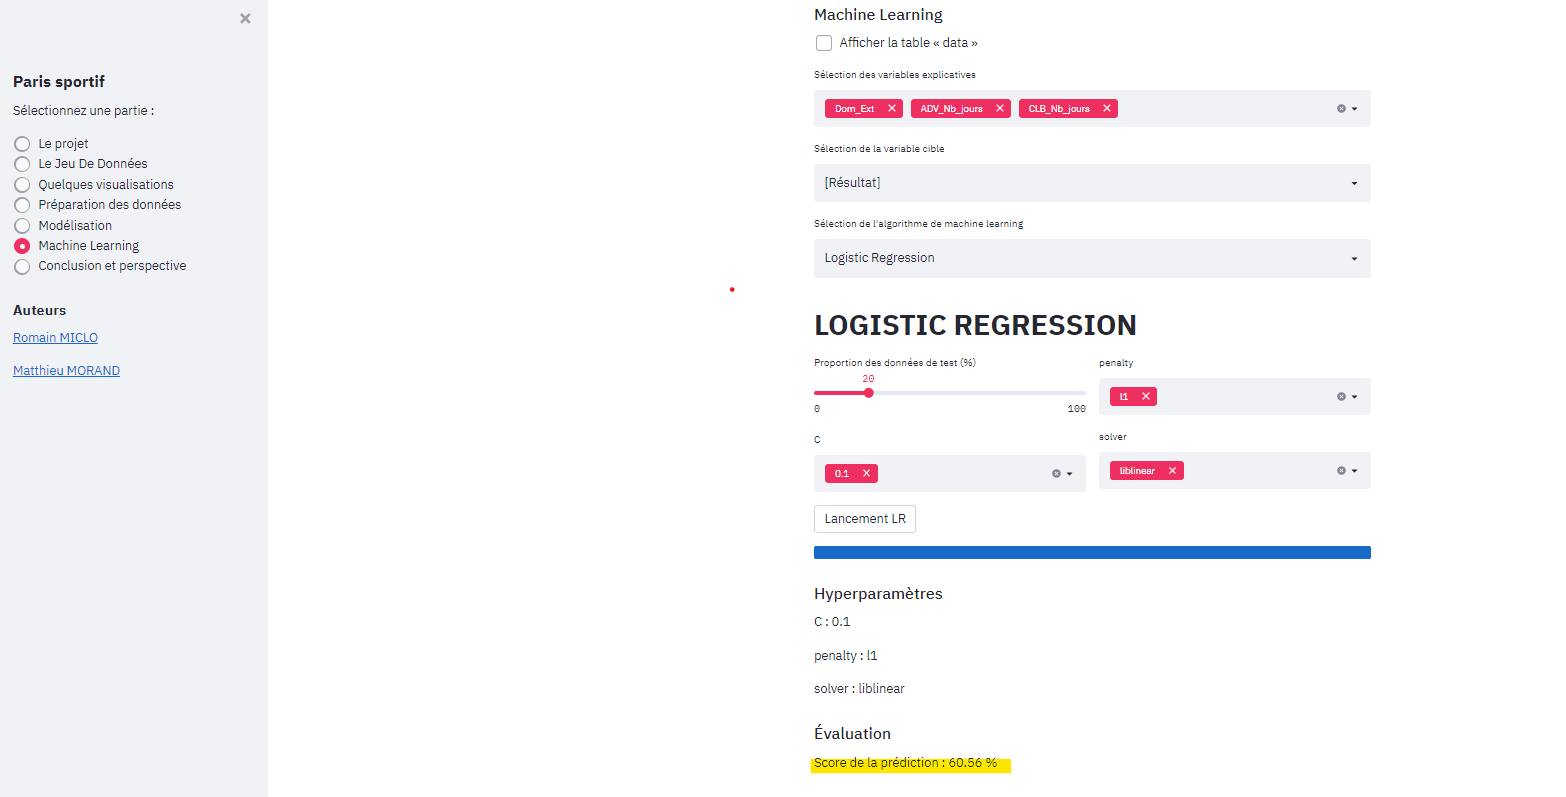 Paris sportif
Sélectionnez une partie :
Le projet
Le Jeu De Données
Quelques visualisations
Préparation des données
Modélisation
Machine Learning
Conclusion et perspective
Auteurs
Romain MICLO
Matthieu MORAND
Machine Learning
Afficher la table « data »
Sélection des variables explicatives
Dom_Ext ADV_Nb_jours CLB_Nb_jours
Sélection de la variable cible
[Résultat]
Sélection de l'algorithme de machine learning
Logistic Regression
LOGISTIC REGRESSION
Proportion des données de test (%)
20
0 100
penalty
l1
C
0.1
solver
liblinear
Lancement LR
Hyperparamètres
C : 0.1
penalty : l1
solver : liblinear
Évaluation
Score de la prédiction : 60.56 %